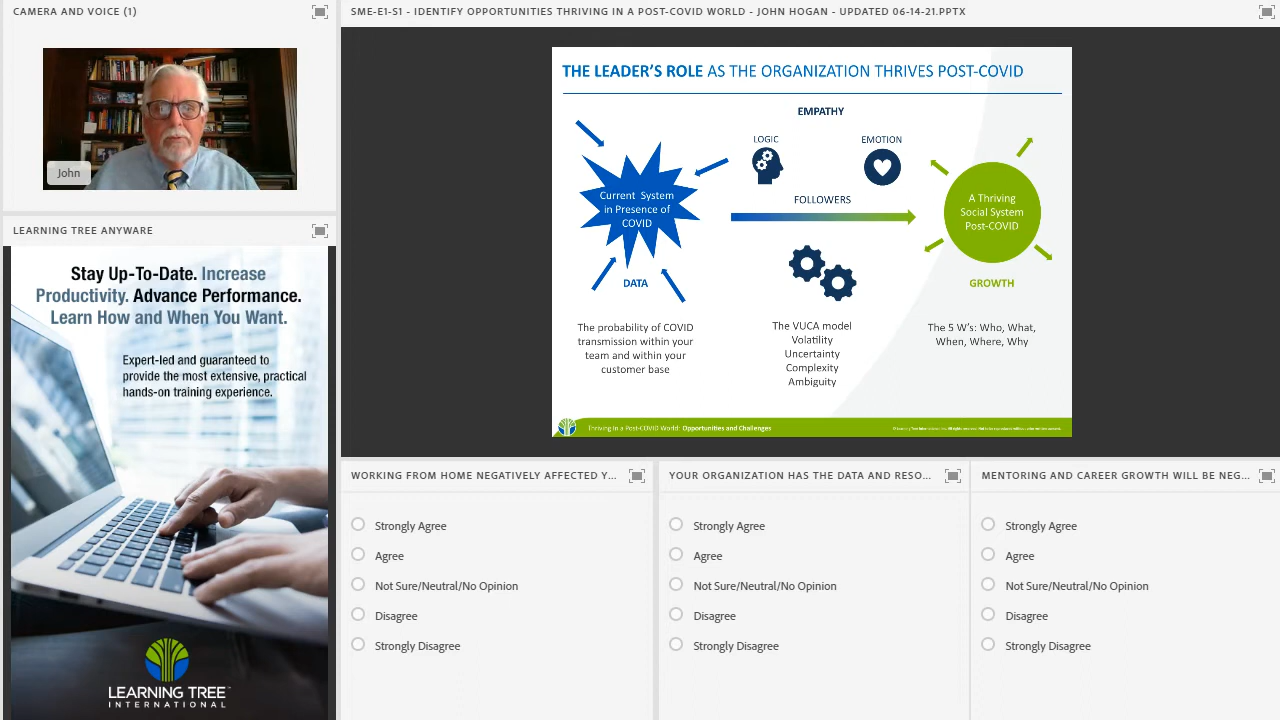 CAMERA AND VOICE (1)
John
LEARNING TREE ANYWARE
Stay Up-To-Date. Increase
Productivity. Advance Performance.
Learn How and When You Want.
Expert-led and guaranteed to
provide the most extensive, practical
hands-on training experience.
LEARNING TREE™
INTERNATIONAL
SME-E1-S1 - IDENTIFY OPPORTUNITIES THRIVING IN A POST-COVID WORLD - JOHN HOGAN - UPDATED 06-14-21.PPTX
THE LEADER'S ROLE AS THE ORGANIZATION THRIVES POST-COVID
EMPATHY
LOGIC
EMOTION
Current System
in Presence of
COVID
FOLLOWERS
A Thriving
Social System
Post-COVID
DATA
GROWTH
The probability of COVID
transmission within your
team and within your
customer base
The VUCA model
Volatility
Uncertainty
Complexity
Ambiguity
The 5 W's: Who, What,
When, Where, Why
Thriving In a Post-COVID World: Opportunities and Challenges
WORKING FROM HOME NEGATIVELY AFFECTED Y...
Strongly Agree
Agree
Not Sure/Neutral/No Opinion
Disagree
Strongly Disagree
YOUR ORGANIZATION HAS THE DATA AND RESO...
Strongly Agree
Agree
Not Sure/Neutral/No Opinion
Disagree
Strongly Disagree
MENTORING AND CAREER GROWTH WILL BE NEG...
Strongly Agree
Agree
Not Sure/Neutral/No Opinion
Disagree
Strongly Disagree